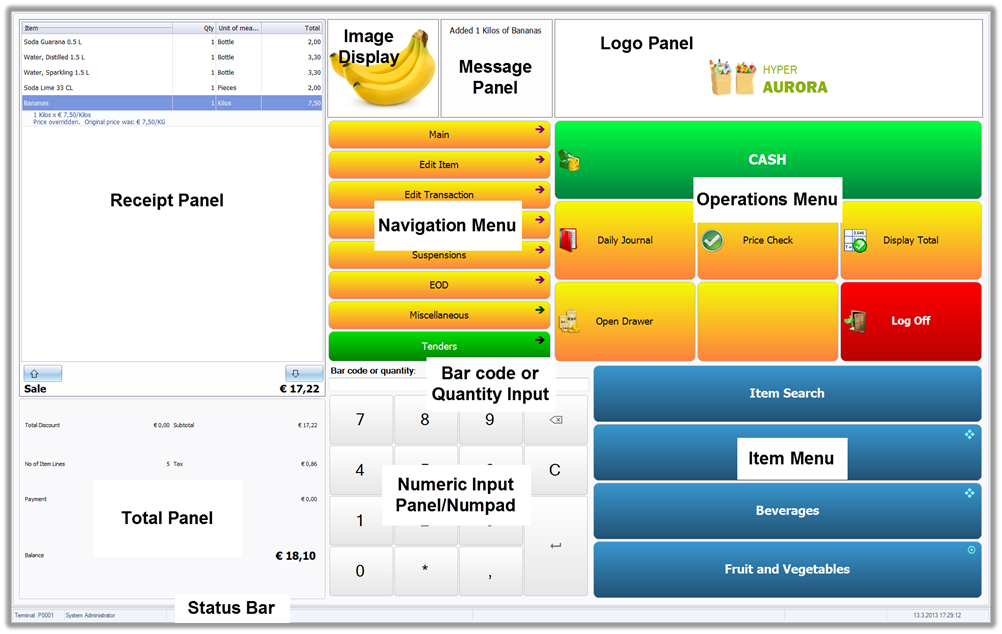 Item Qty Unit of mea... Total
Soda Guarana 0.5 L 1 Bottle 2,00
Water, Distilled 1.5 L 1 Bottle 3,30
Water, Sparkling 1.5 L 1 Bottle 3,30
Soda Lime 33 CL 1 Pieces 2,00
Bananas 1 Kilos 7,50
1 Kilos x € 7,50/Kilos
Price overridden. Original price was: € 7,50/KG
Receipt Panel
Sale € 17,22
Total Discount € 0,00 Subtotal € 17,22
No of Item Lines 5 Tax € 0,86
Payment € 0,00
Total Panel
Balance € 18,10
Image
Display
Added 1 Kilos of Bananas
Message
Panel
Logo Panel
HYPER
AURORA
Main
Edit Item
Edit Transaction
Navigation Menu
Suspensions
EOD
Miscellaneous
Tenders
CASH
Operations Menu
Daily Journal
Price Check
Display Total
Open Drawer
Log Off
Bar code or quantity:
Bar code or
Quantity Input
7 8 9
4 C
Numeric Input
Panel/Numpad
1
0 * ,
Item Search
Item Menu
Beverages
Fruit and Vegetables
Status Bar
Terminal: P0001 System Administrator 13.3.2013 17:29:12